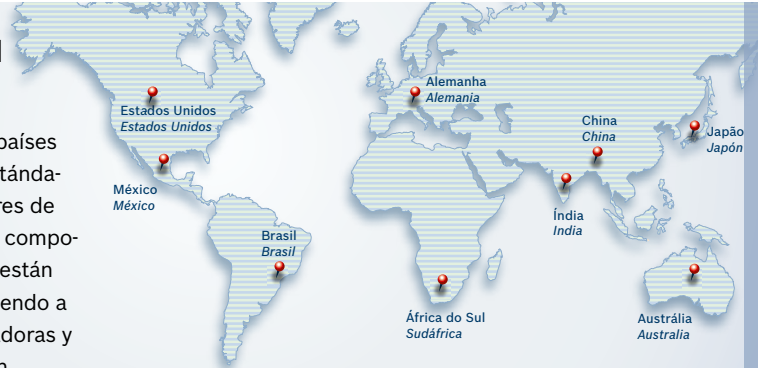 países
tánda-
res de
compo-
están
endo a
doras y
Estados Unidos
Estados Unidos
México
México
Brasil
Brasil
Alemanha
Alemania
África do Sul
Sudáfrica
Índia
India
China
China
Japão
Japón
Austrália
Australia